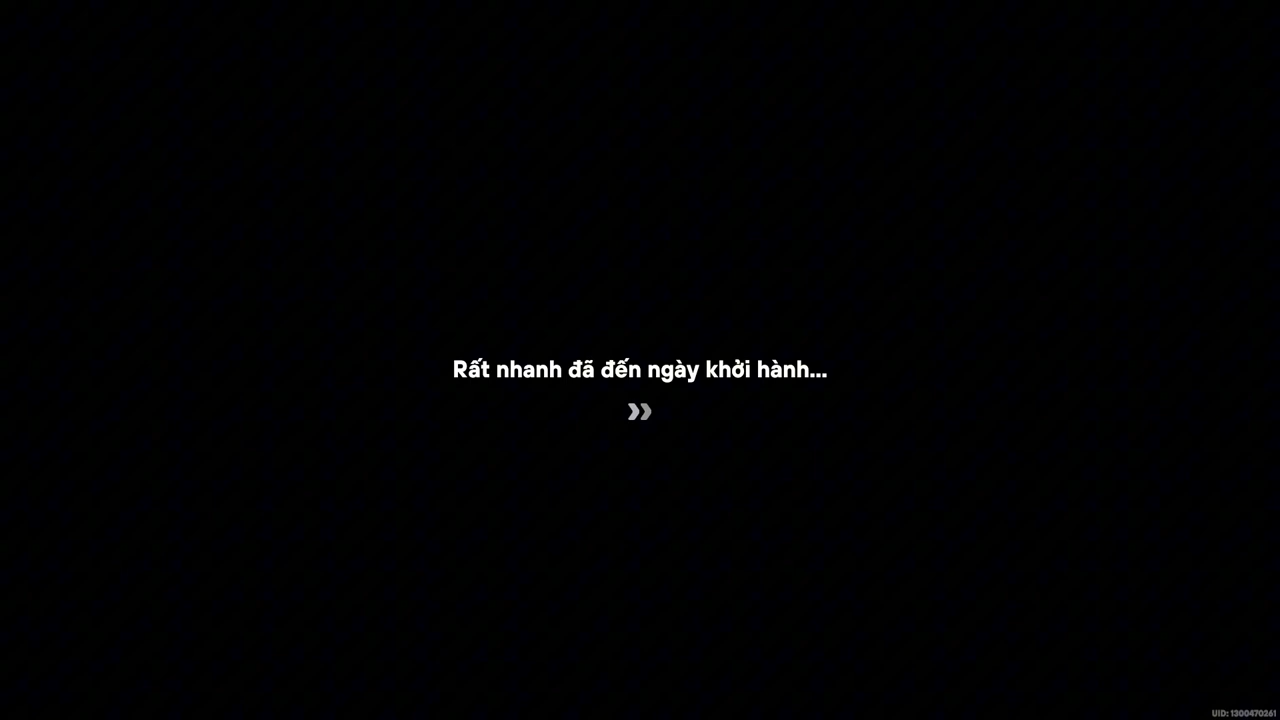 Rất nhanh đã đến ngày khởi hành...
UID: 1300470261